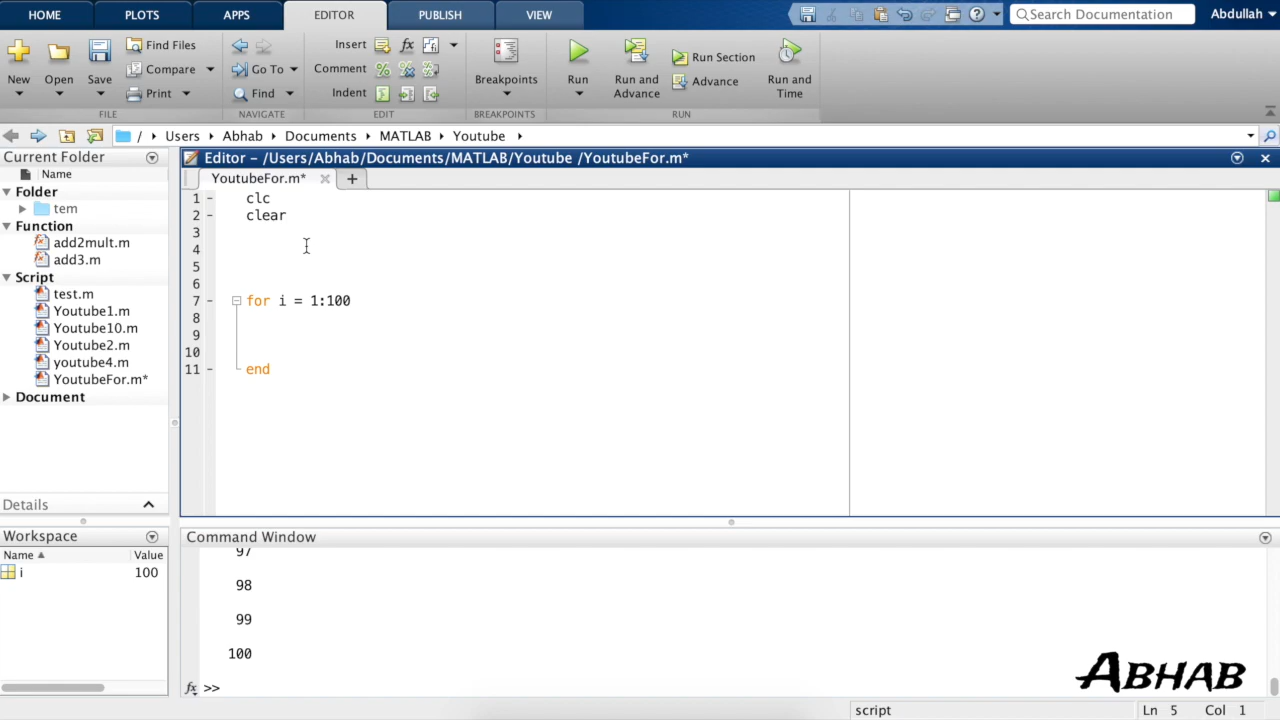 HOME PLOTS APPS EDITOR PUBLISH VIEW Search Documentation Abdullah
New Open Save Find Files Compare Print
Go To Find
Insert fx
Comment
Indent
Breakpoints Run Run and Advance Run Section Advance Run and Time
FILE NAVIGATE EDIT BREAKPOINTS RUN
/ Users Abhab Documents MATLAB Youtube
Current Folder
Name
Folder
tem
Function
add2mult.m
add3.m
Script
test.m
Youtube1.m
Youtube10.m
Youtube2.m
youtube4.m
YoutubeFor.m*
Document
Details
Workspace
Name Value
i 100
Editor – /Users/Abhab/Documents/MATLAB/Youtube /YoutubeFor.m*
YoutubeFor.m*
1 – clc
2 – clear
3
4
5
6
7 – for i = 1:100
8
9
10
11 – end
Command Window
97
98
99
100
fx >>
ABHAB
script Ln 5 Col 1